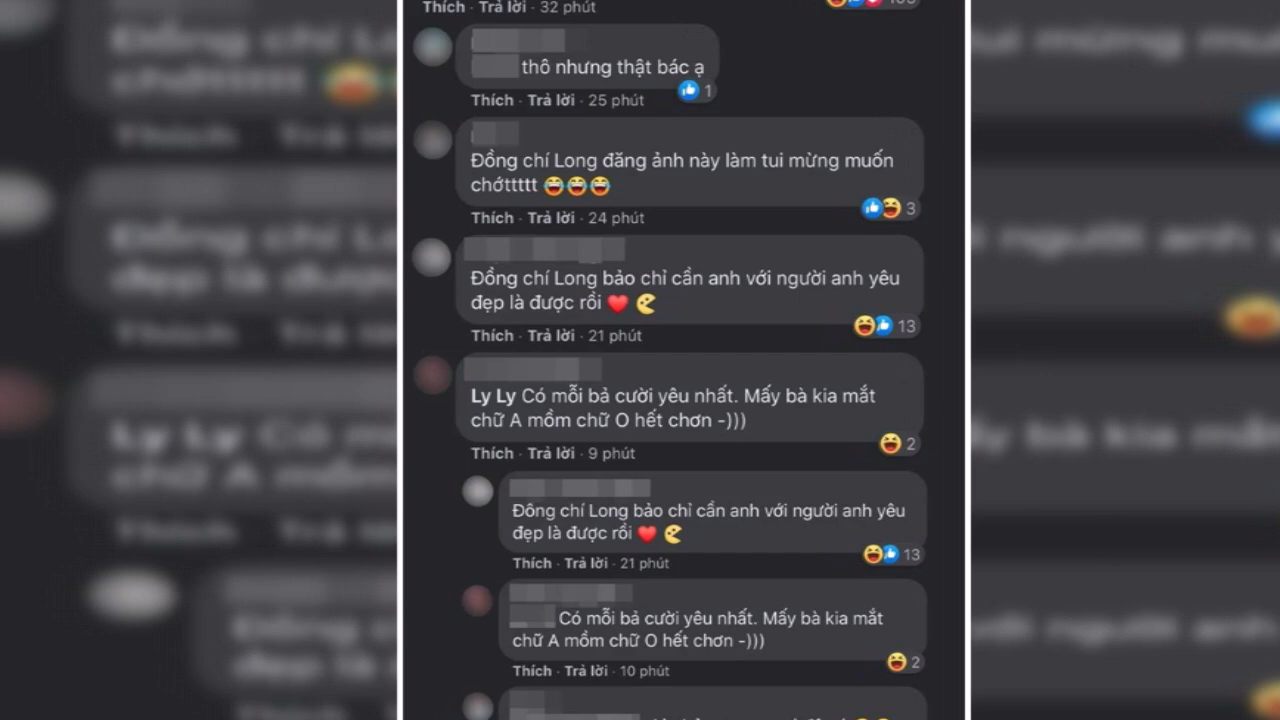 Thích · Trả lời · 32 phút
thô nhưng thật bác ạ
1
Thích · Trả lời · 25 phút
Đồng chí Long đăng ảnh này làm tui mừng muốn
chớttttt 😂😂😂
3
Thích · Trả lời · 24 phút
Đồng chí Long bảo chỉ cần anh với người anh yêu
đẹp là được rồi ❤️
13
Thích · Trả lời · 21 phút
Ly Ly Có mỗi bả cười yêu nhất. Mấy bà kia mắt
chữ A mồm chữ O hết chơn -)))
2
Thích · Trả lời · 9 phút
Đông chí Long bảo chỉ cần anh với người anh yêu
đẹp là được rồi ❤️
13
Thích · Trả lời · 21 phút
Có mỗi bả cười yêu nhất. Mấy bà kia mắt
chữ A mồm chữ O hết chơn -)))
2
Thích · Trả lời · 10 phút